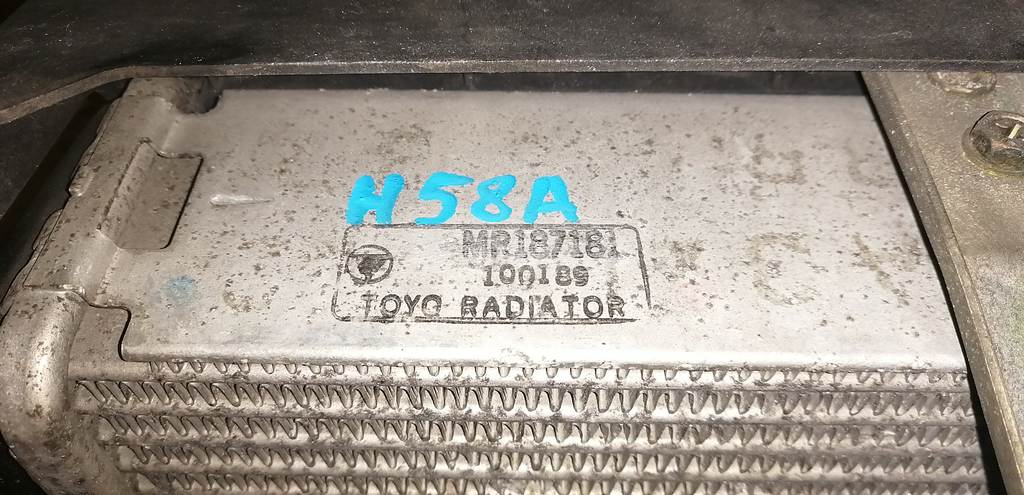 H58A
MR187181
100189
TOYO RADIATOR